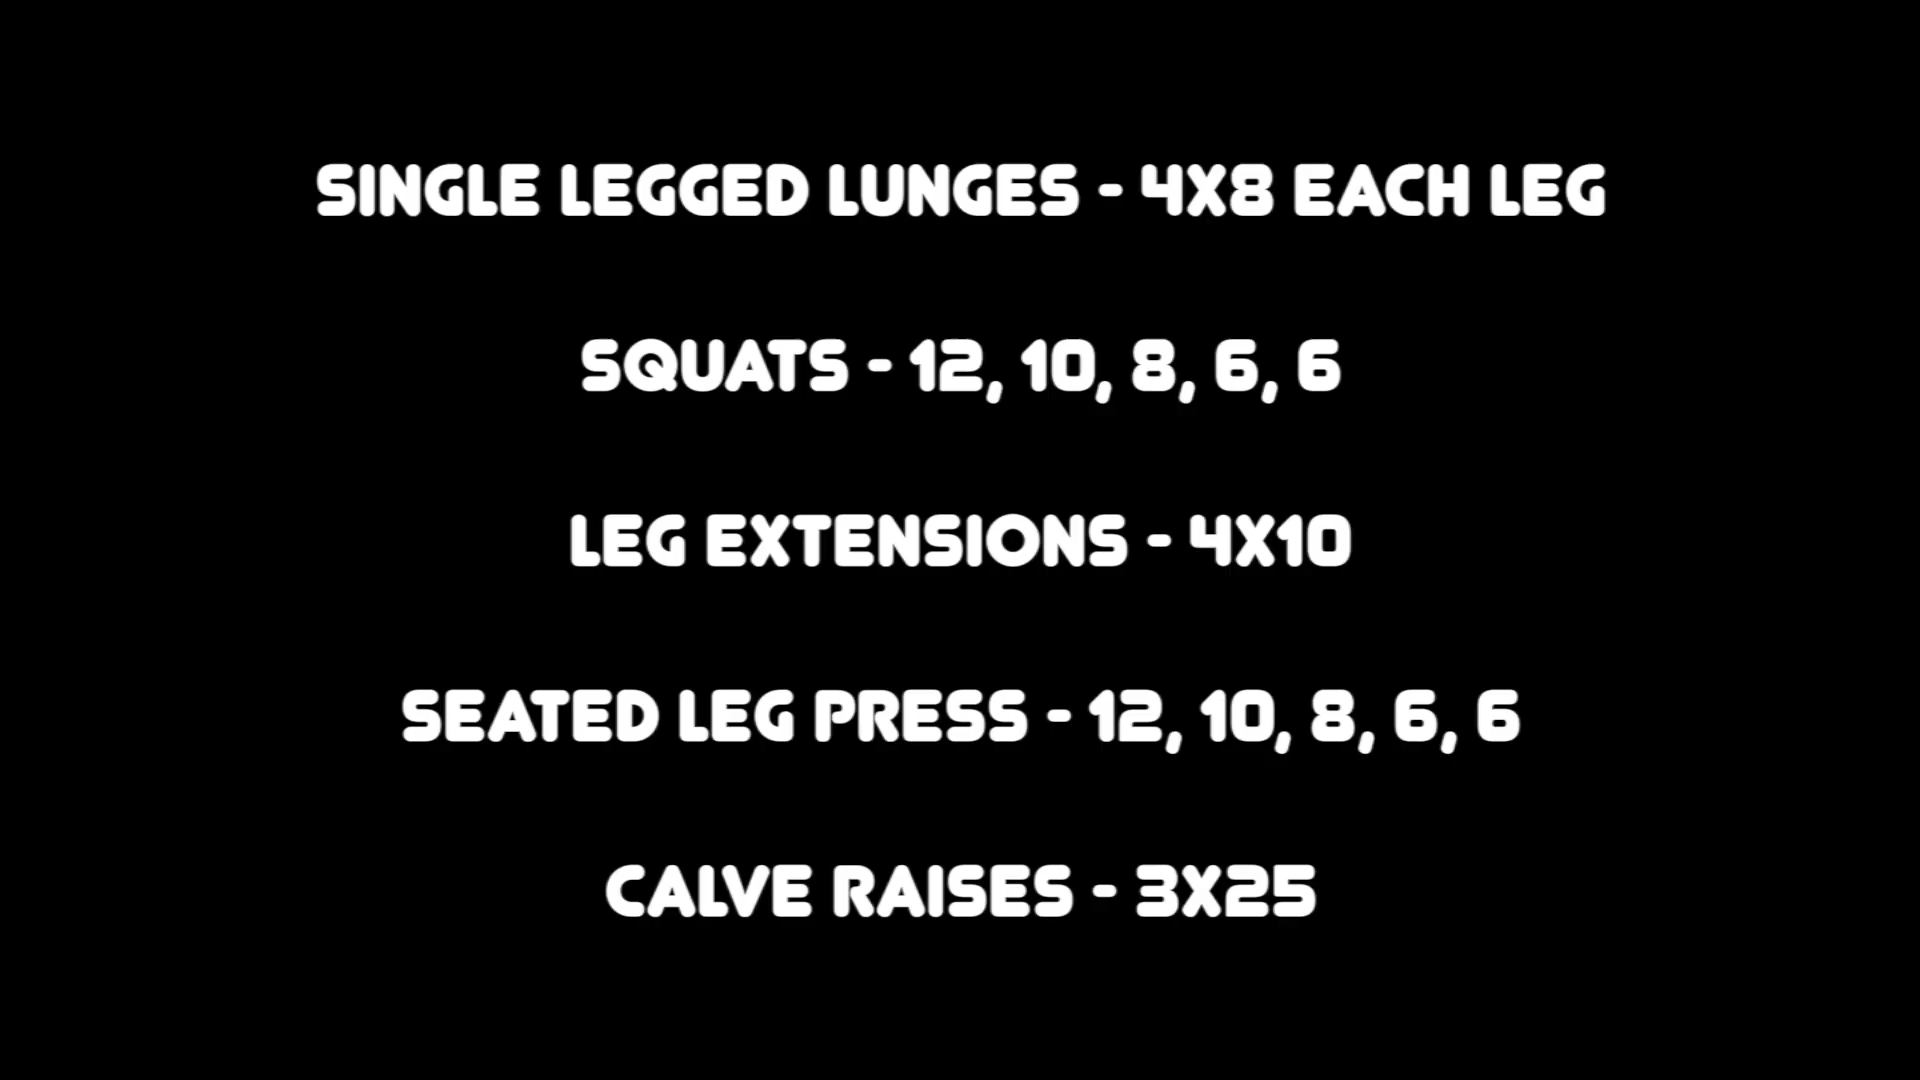 SINGLE LEGGED LUNGES - 4X8 EACH LEG
SQUATS - 12, 10, 8, 6, 6
LEG EXTENSIONS - 4X10
SEATED LEG PRESS - 12, 10, 8, 6, 6
CALVE RAISES - 3X25